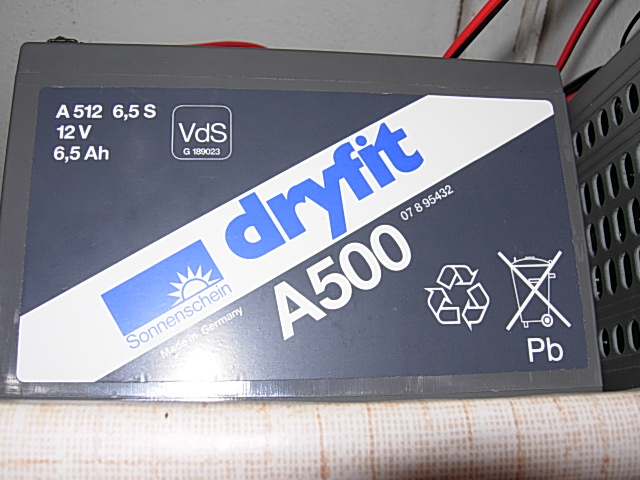 A 512 6,5 S
12 V
6,5 Ah
VdS
G 189023
dryfit
07 8 95432
A500
Sonnenschein
Made in Germany
Pb